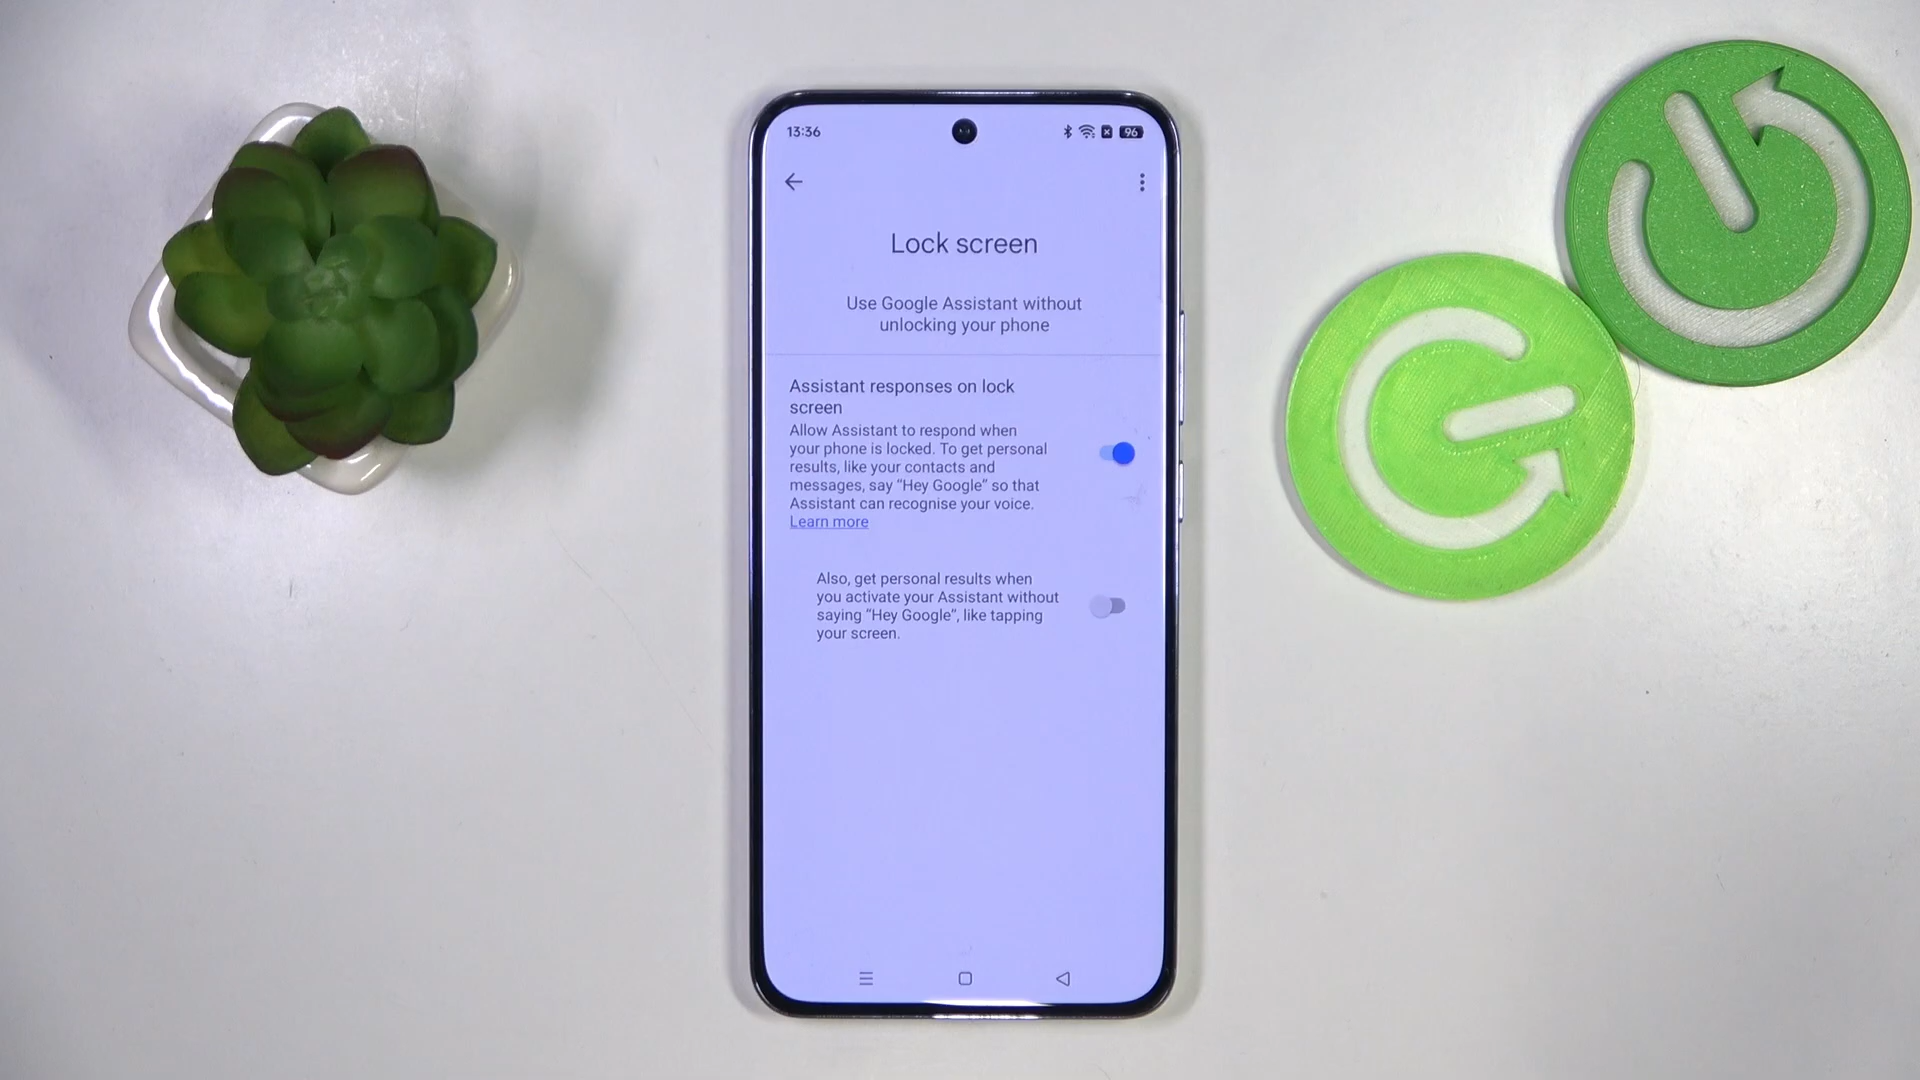 13:36
96
Lock screen
Use Google Assistant without
unlocking your phone
Assistant responses on lock
screen
Allow Assistant to respond when
your phone is locked. To get personal
results, like your contacts and
messages, say “Hey Google” so that
Assistant can recognise your voice.
Learn more
Also, get personal results when
you activate your Assistant without
saying “Hey Google”, like tapping
your screen.